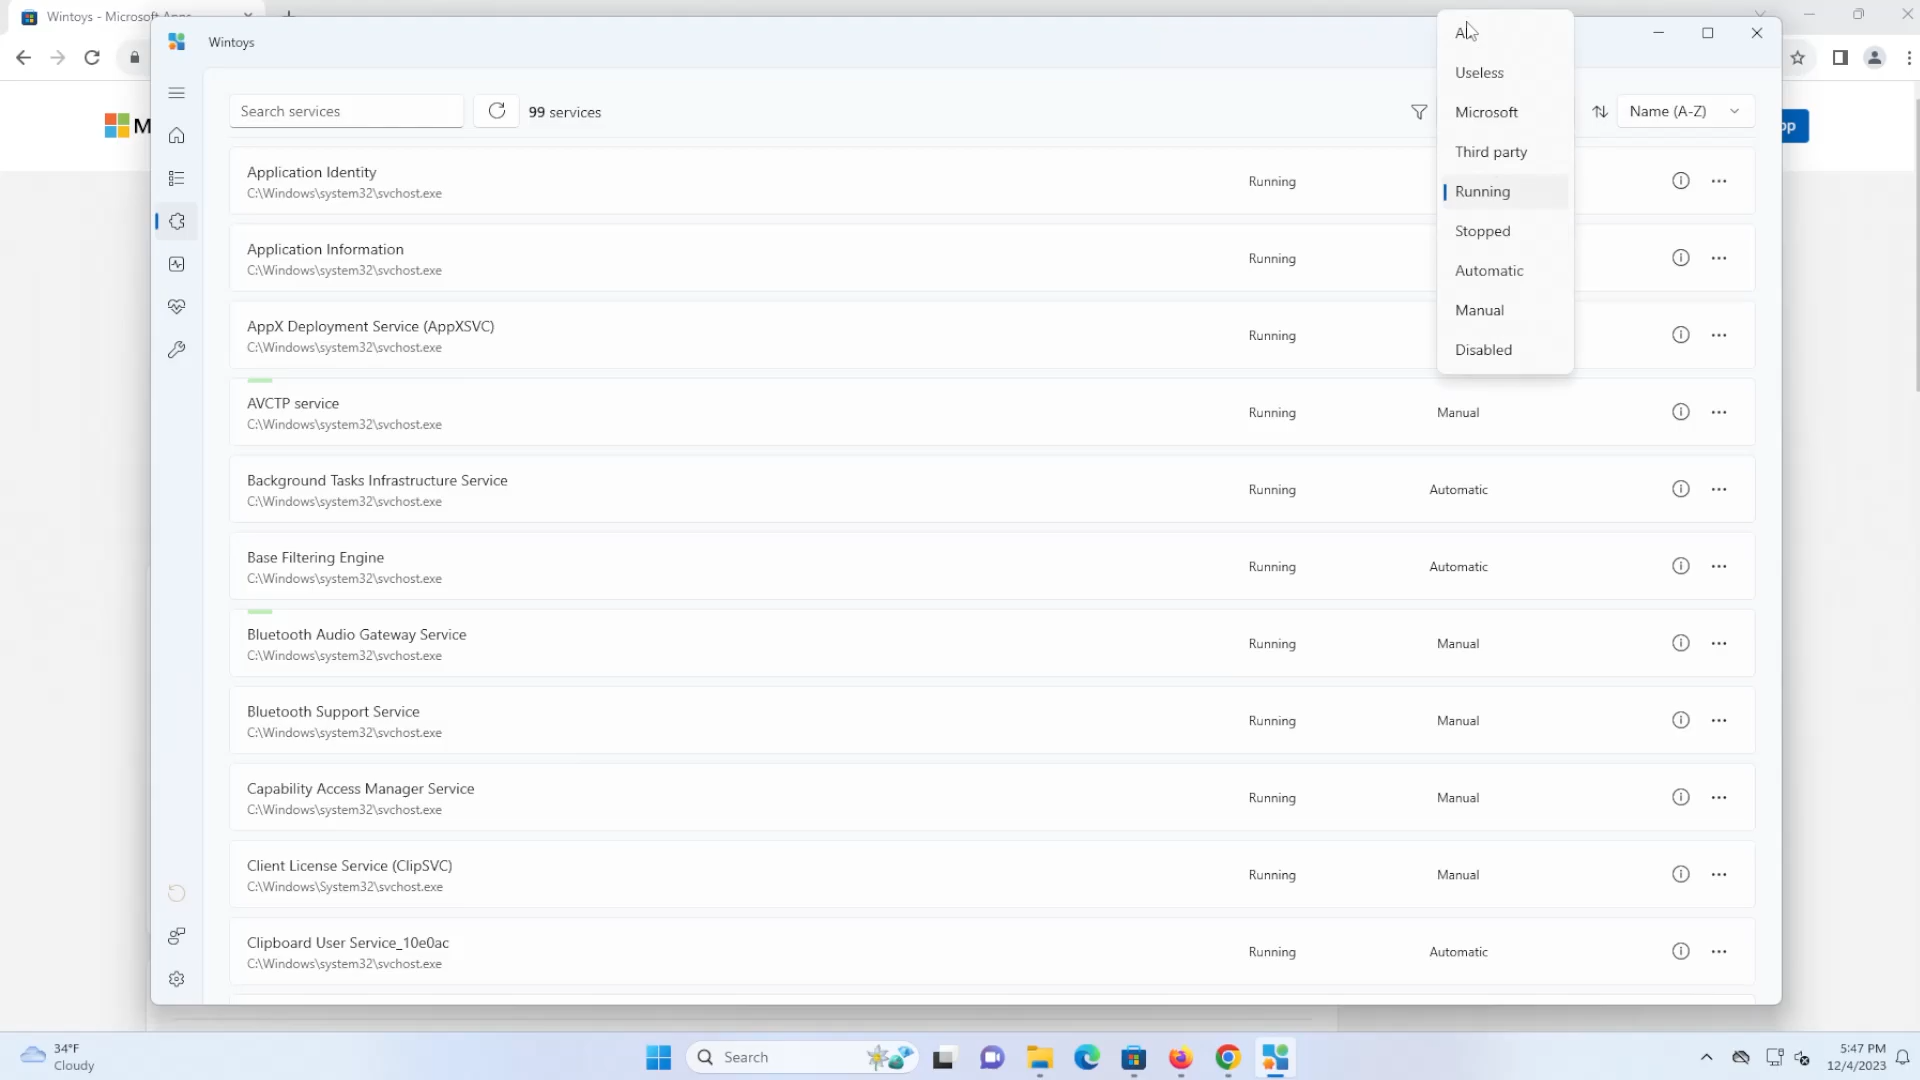 Wintoys - Microsoft Apps
Wintoys
M
op
Search services
99 services
Name (A-Z)
Useless
Microsoft
Third party
Running
Stopped
Automatic
Manual
Disabled
Application Identity
C:\Windows\system32\svchost.exe
Running
Application Information
C:\Windows\system32\svchost.exe
Running
AppX Deployment Service (AppXSVC)
C:\Windows\system32\svchost.exe
Running
AVCTP service
C:\Windows\system32\svchost.exe
Running
Manual
Background Tasks Infrastructure Service
C:\Windows\system32\svchost.exe
Running
Automatic
Base Filtering Engine
C:\Windows\system32\svchost.exe
Running
Automatic
Bluetooth Audio Gateway Service
C:\Windows\system32\svchost.exe
Running
Manual
Bluetooth Support Service
C:\Windows\system32\svchost.exe
Running
Manual
Capability Access Manager Service
C:\Windows\system32\svchost.exe
Running
Manual
Client License Service (ClipSVC)
C:\Windows\System32\svchost.exe
Running
Manual
Clipboard User Service_10e0ac
C:\Windows\system32\svchost.exe
Running
Automatic
34°F
Cloudy
Search
5:47 PM
12/4/2023